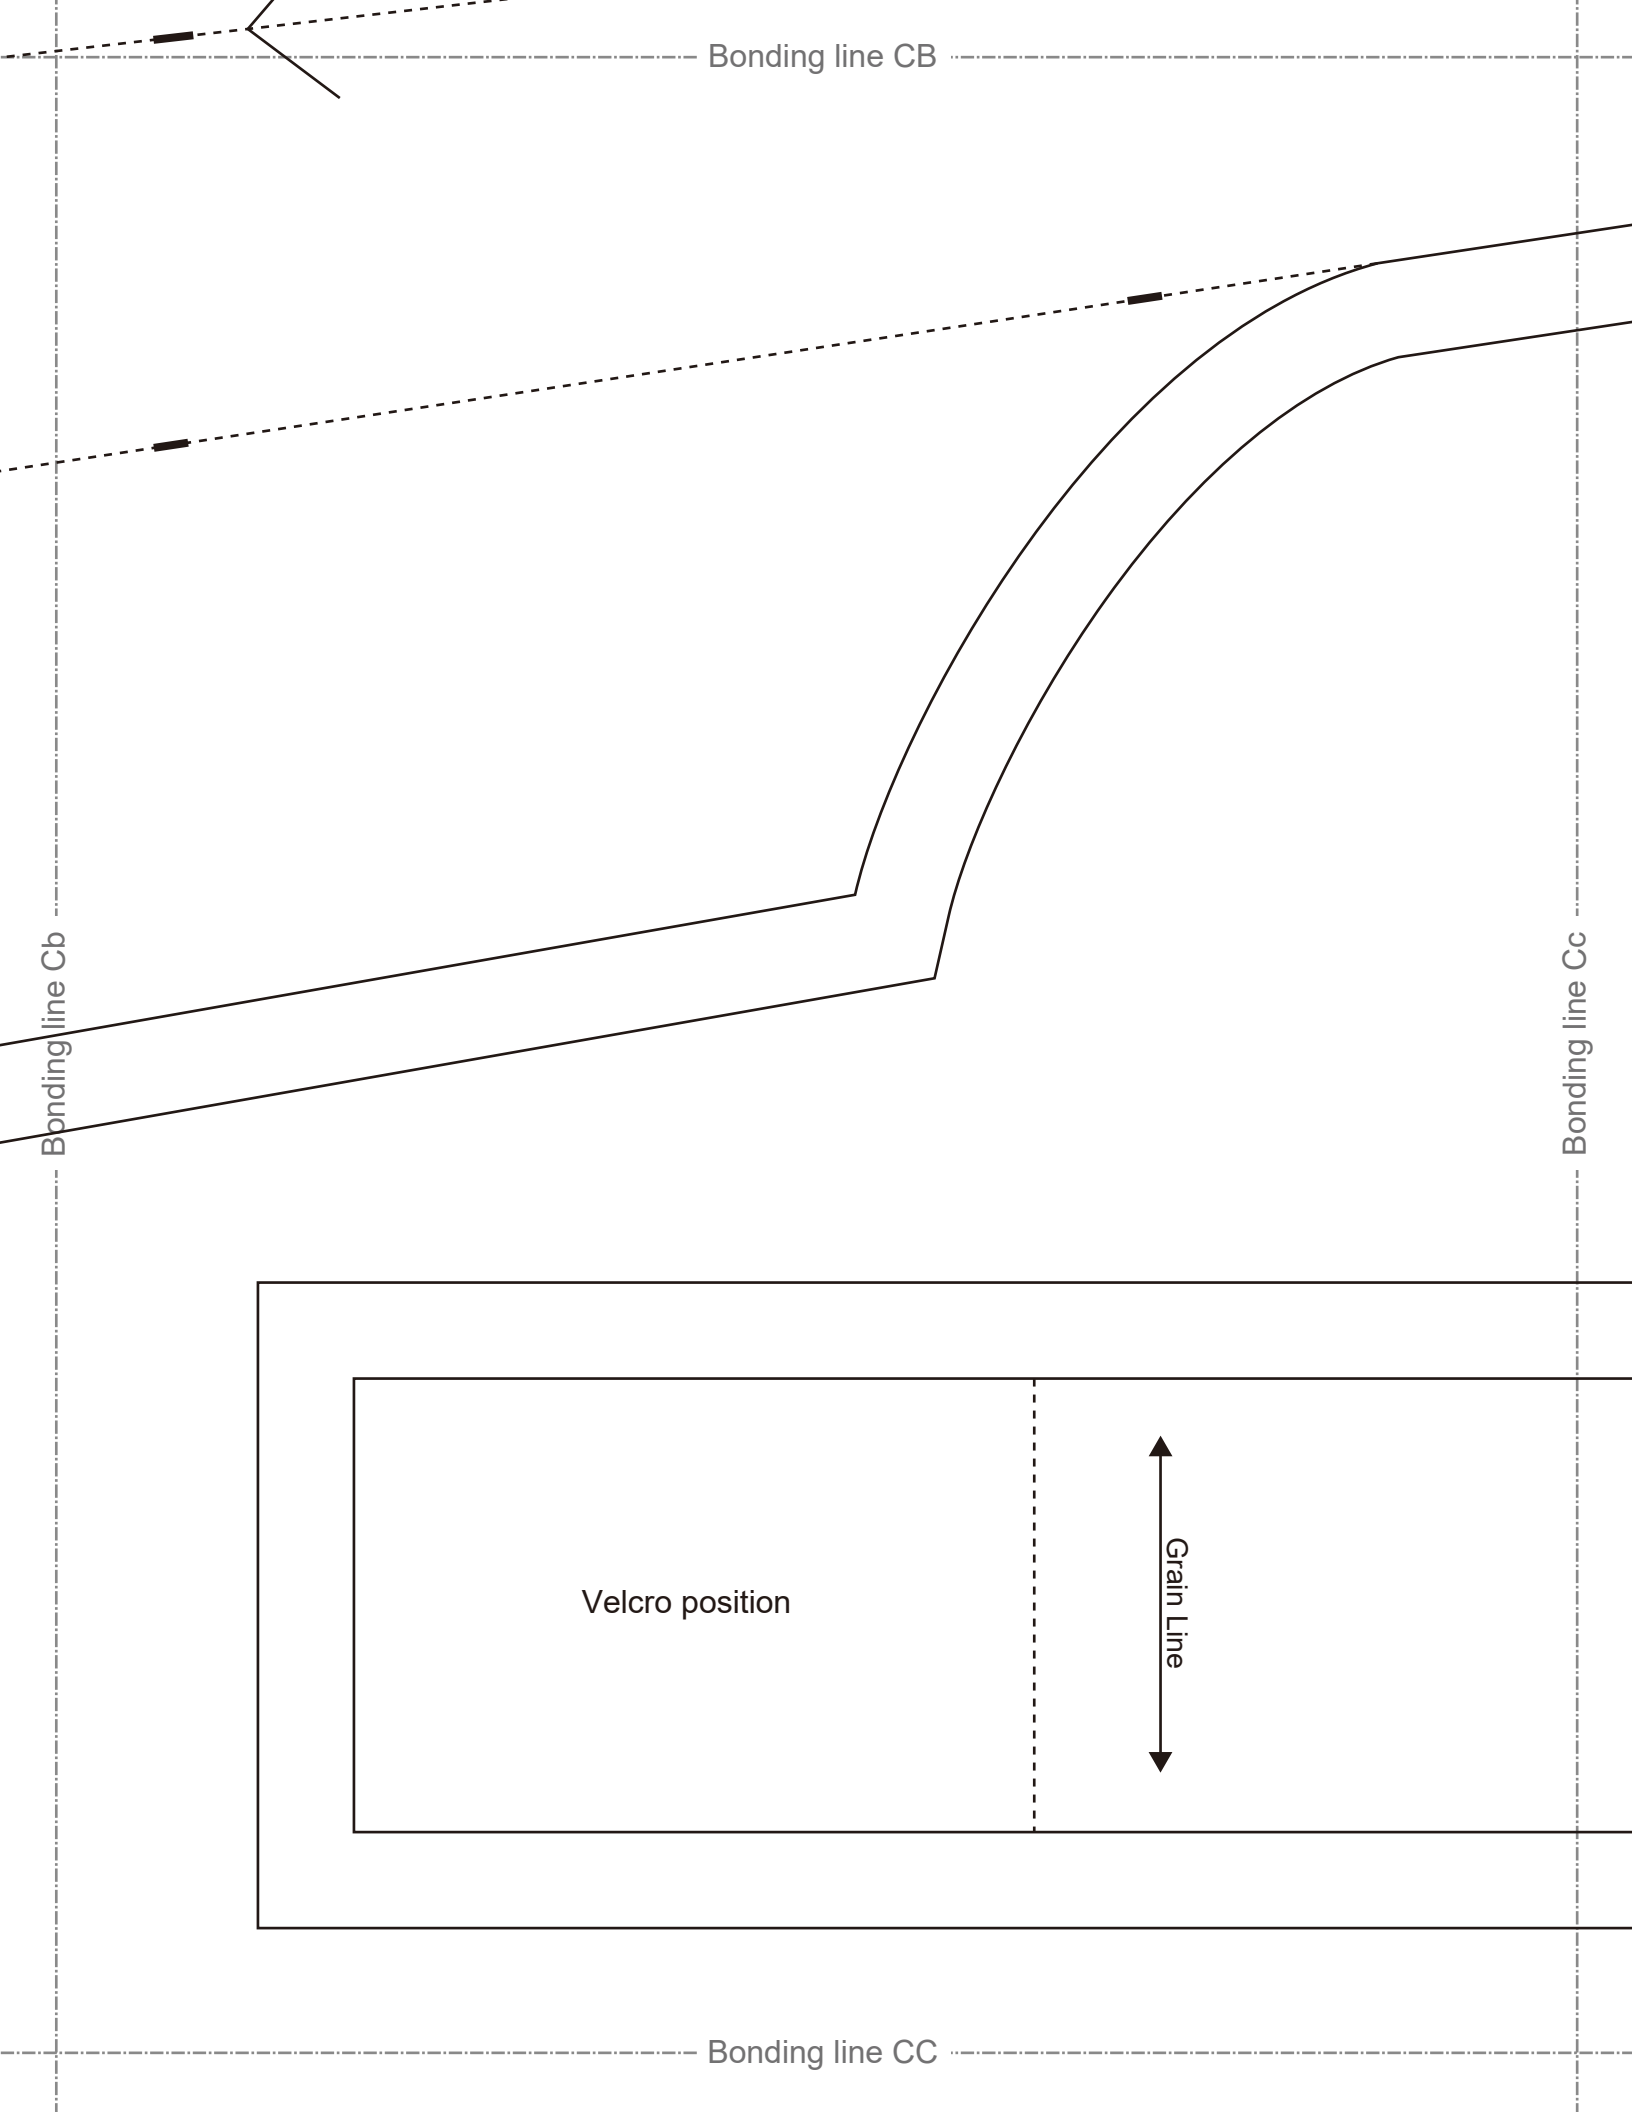 Bonding line CB
Bonding line Cb
Bonding line Cc
Velcro position
Grain Line
Bonding line CC